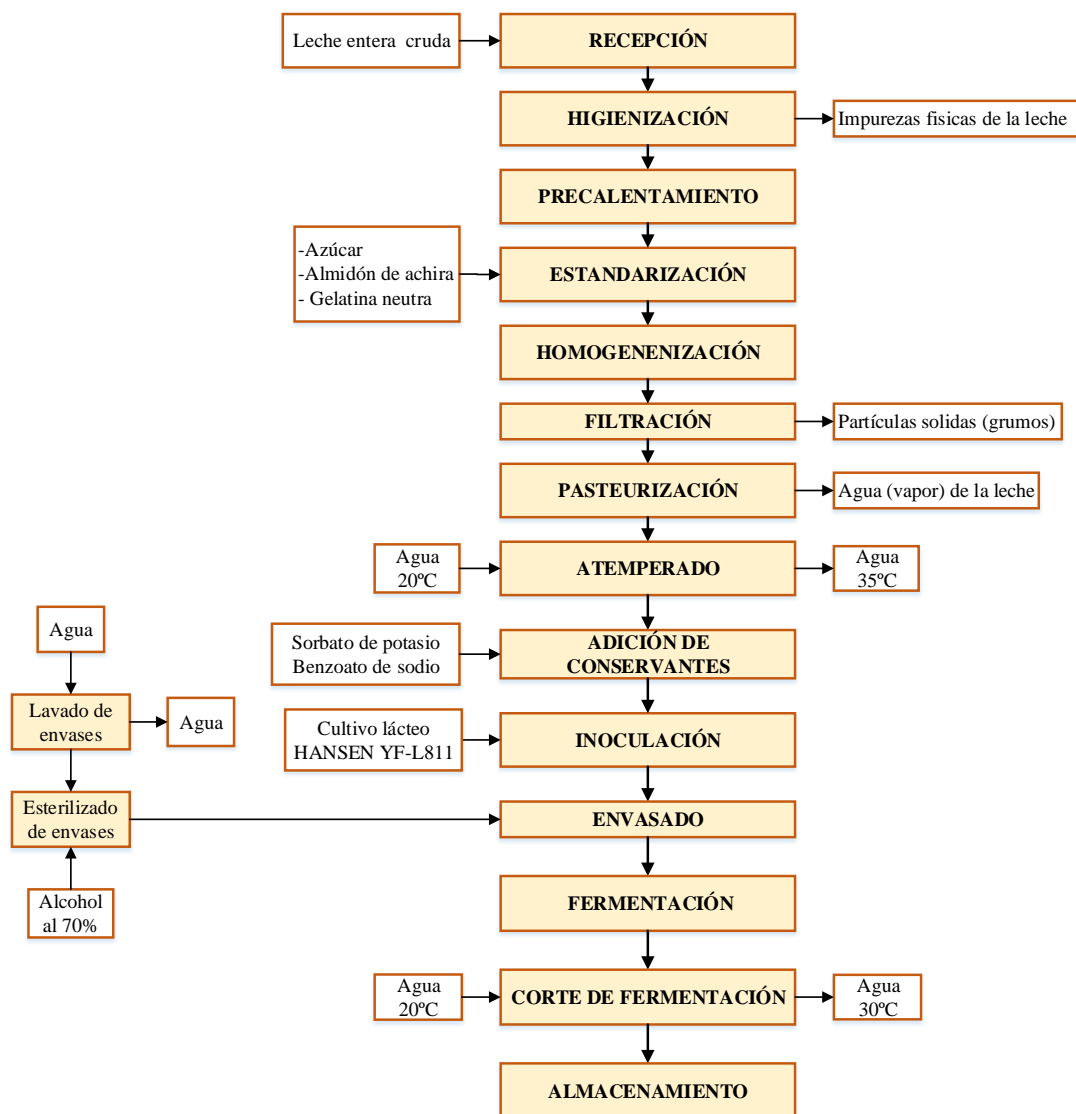 Leche entera  cruda
RECEPCIÓN
HIGIENIZACIÓN
Impurezas fisicas de la leche
PRECALENTAMIENTO
-Azúcar
-Almidón de achira
- Gelatina neutra
ESTANDARIZACIÓN
HOMOGENENIZACIÓN
FILTRACIÓN
Partículas solidas (grumos)
PASTEURIZACIÓN
Agua (vapor) de la leche
Agua
20ºC
ATEMPERADO
Agua
35ºC
Agua
Sorbato de potasio
Benzoato de sodio
ADICIÓN DE
CONSERVANTES
Lavado de
envases
Agua
Cultivo lácteo
HANSEN YF-L811
INOCULACIÓN
Esterilizado
de envases
ENVASADO
Alcohol
al 70%
FERMENTACIÓN
Agua
20ºC
CORTE DE FERMENTACIÓN
Agua
30ºC
ALMACENAMIENTO